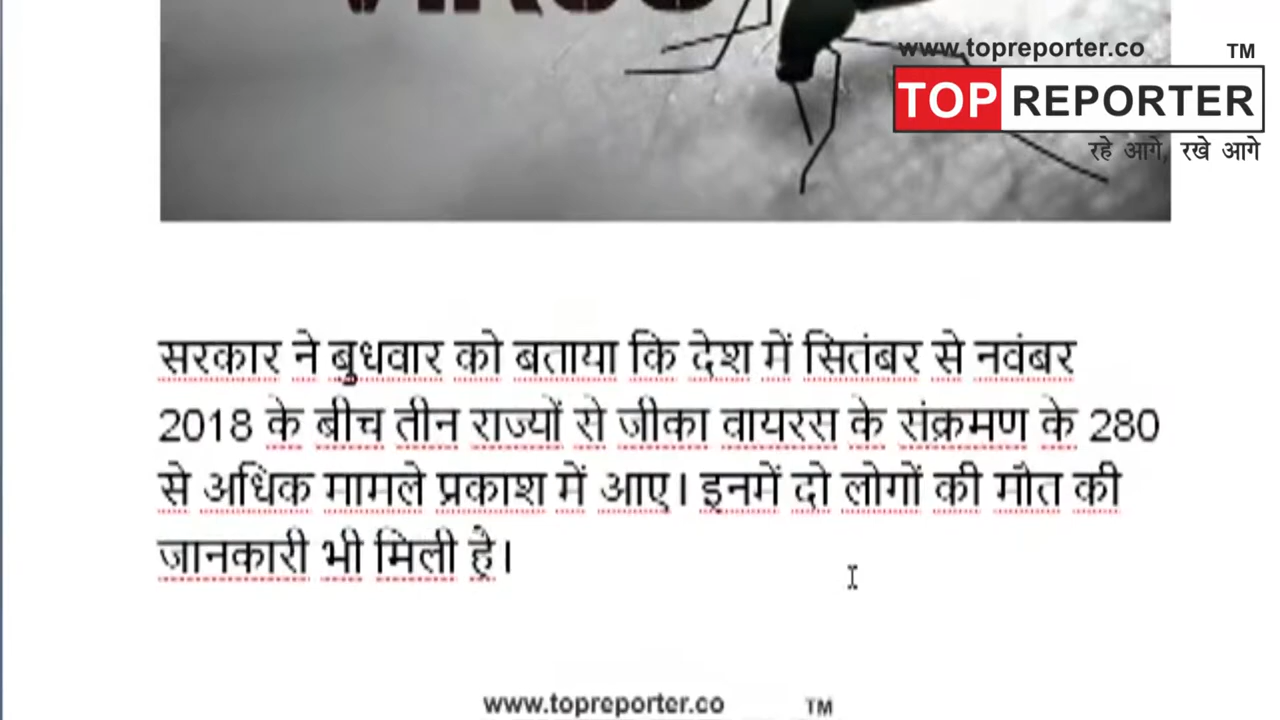 VIRUS
www.topreporter.co TM
TOP REPORTER
रहे आगे, रखे आगे
सरकार ने बुधवार को बताया कि देश में सितंबर से नवंबर
2018 के बीच तीन राज्यों से जीका वायरस के संक्रमण के 280
से अधिक मामले प्रकाश में आए। इनमें दो लोगों की मौत की
जानकारी भी मिली है।
www.topreporter.co TM